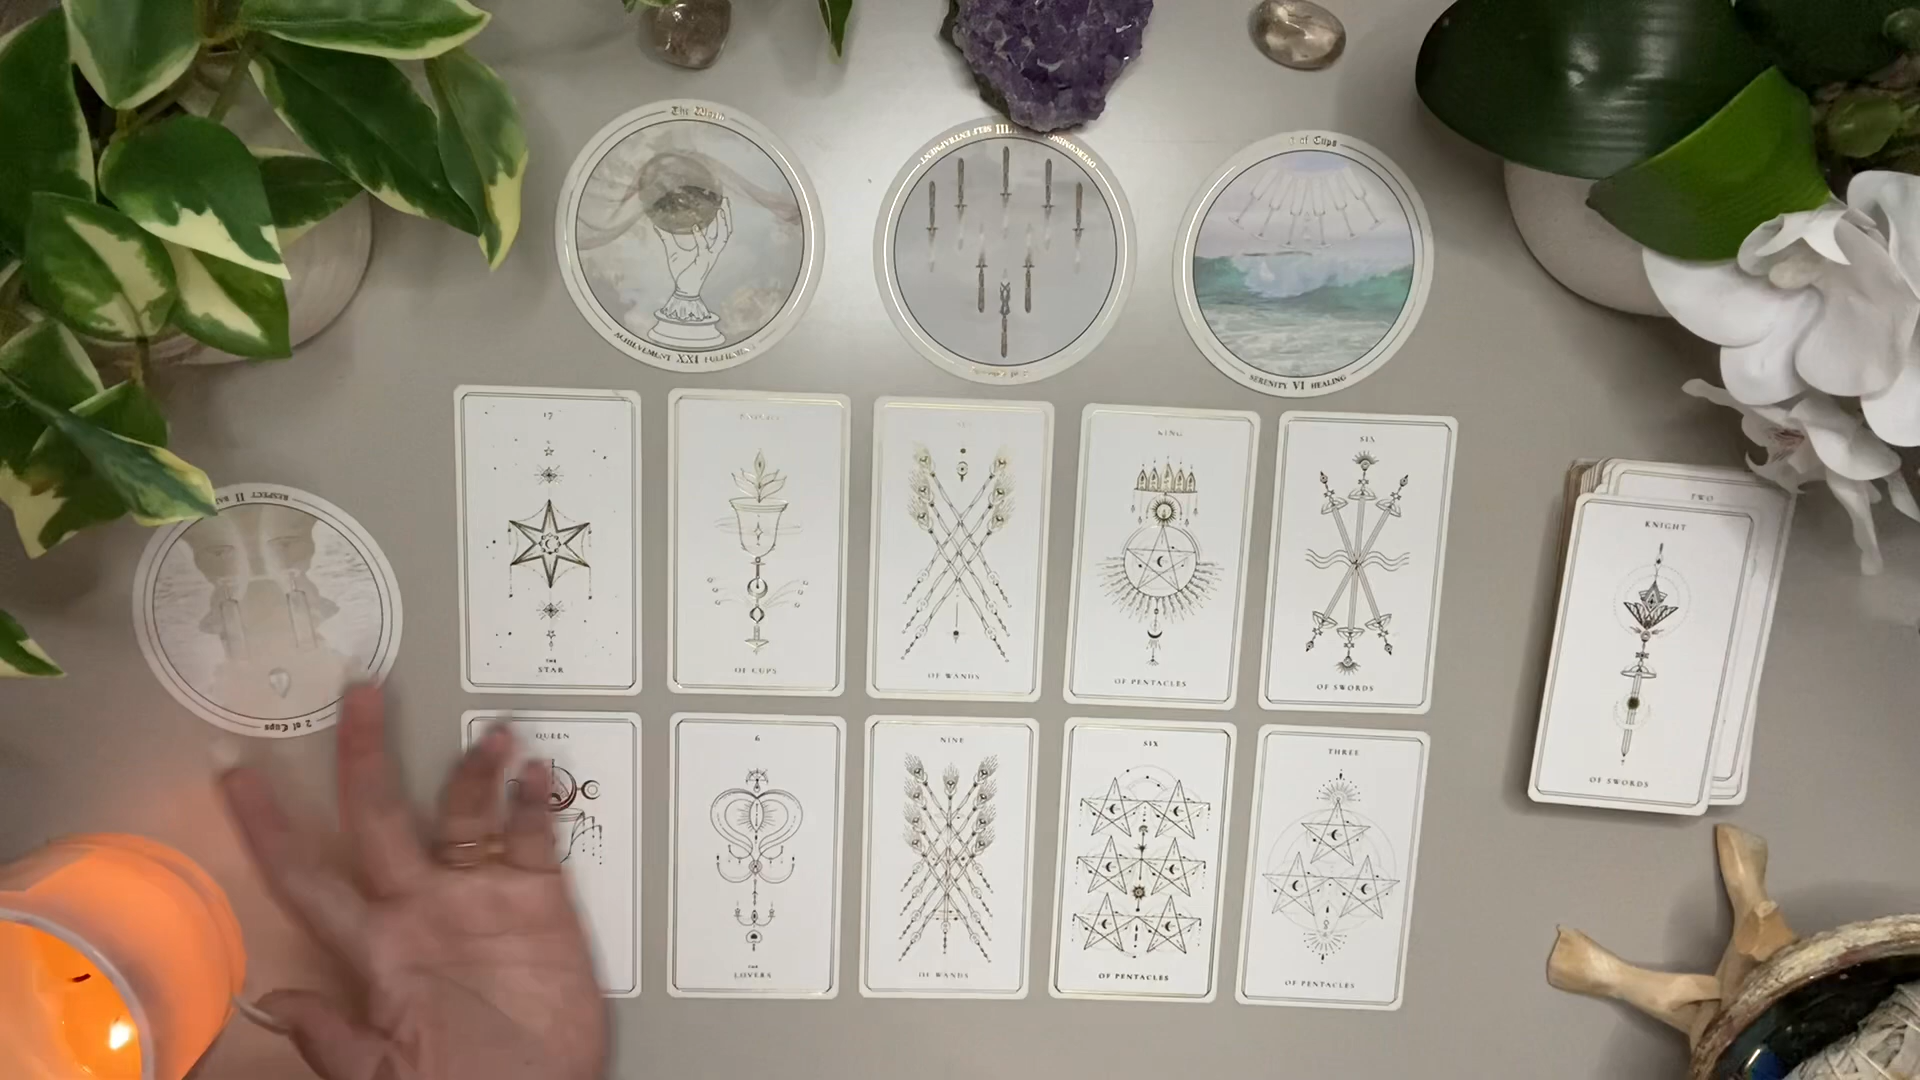 The World
ACHIEVEMENT XXI FULFILMENT
OVERCOMING VIII SELF ENTRAPMENT
of Cups
SERENITY VI HEALING
RESPECT II
2 of Cups
17
THE
STAR
OF CUPS
OF WANDS
KING
OF PENTACLES
SIX
OF SWORDS
TWO
KNIGHT
OF SWORDS
QUEEN
6
THE
LOVERS
NINE
OF WANDS
SIX
OF PENTACLES
THREE
OF PENTACLES